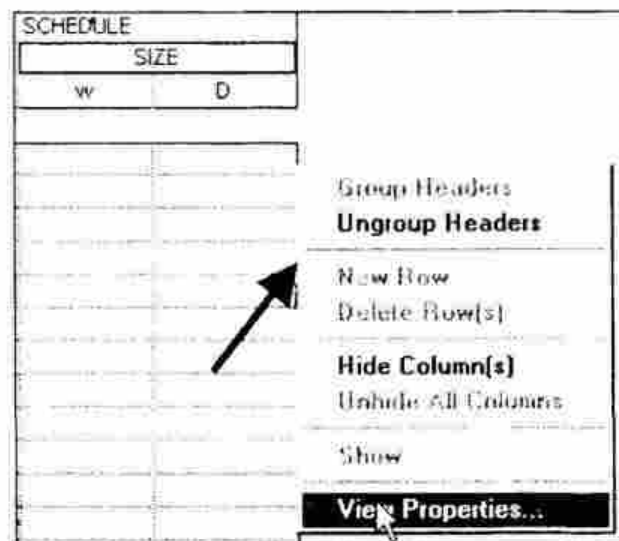 SCHEDULE
SIZE
W D
Group Headers
Ungroup Headers
New Row
Delete Row(s)
Hide Column(s)
Unhide All Columns
Show
View Properties...